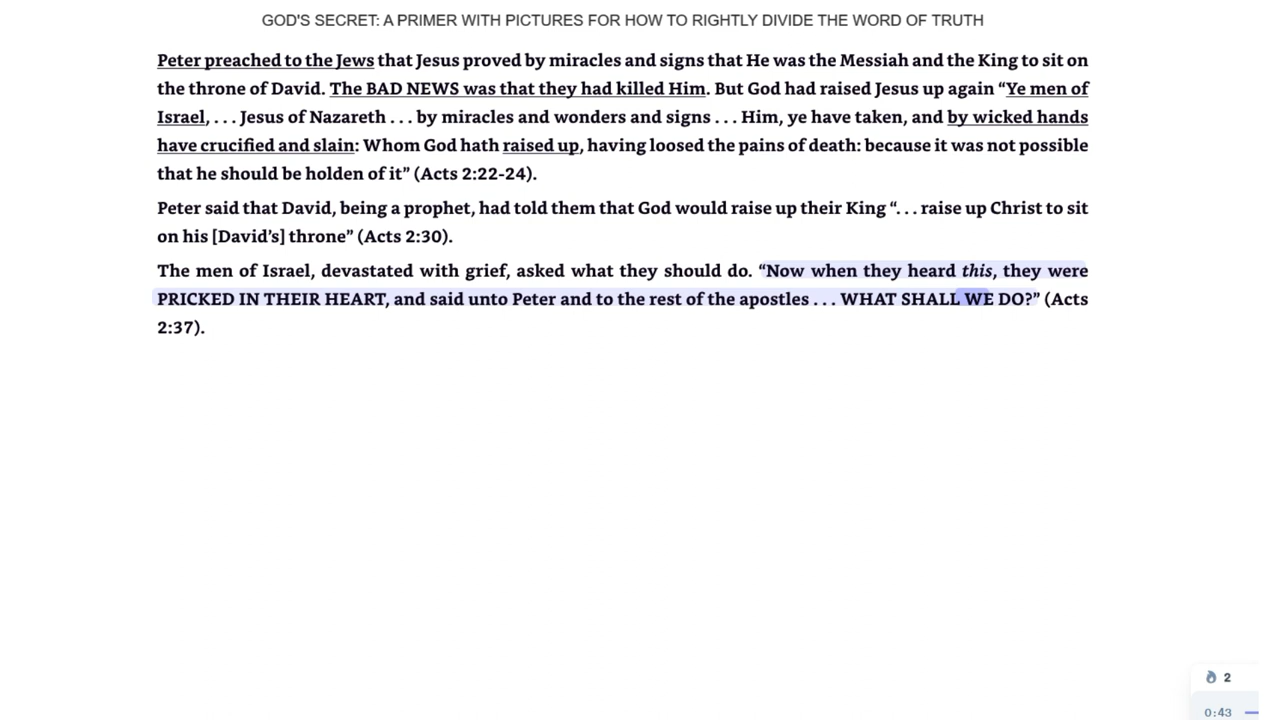 GOD'S SECRET: A PRIMER WITH PICTURES FOR HOW TO RIGHTLY DIVIDE THE WORD OF TRUTH
Peter preached to the Jews that Jesus proved by miracles and signs that He was the Messiah and the King to sit on
the throne of David. The BAD NEWS was that they had killed Him. But God had raised Jesus up again “Ye men of
Israel, . . . Jesus of Nazareth . . . by miracles and wonders and signs . . . Him, ye have taken, and by wicked hands
have crucified and slain: Whom God hath raised up, having loosed the pains of death: because it was not possible
that he should be holden of it” (Acts 2:22-24).
Peter said that David, being a prophet, had told them that God would raise up their King “. . . raise up Christ to sit
on his [David’s] throne” (Acts 2:30).
The men of Israel, devastated with grief, asked what they should do. “Now when they heard this, they were
PRICKED IN THEIR HEART, and said unto Peter and to the rest of the apostles . . . WHAT SHALL WE DO?” (Acts
2:37).
2
0:43